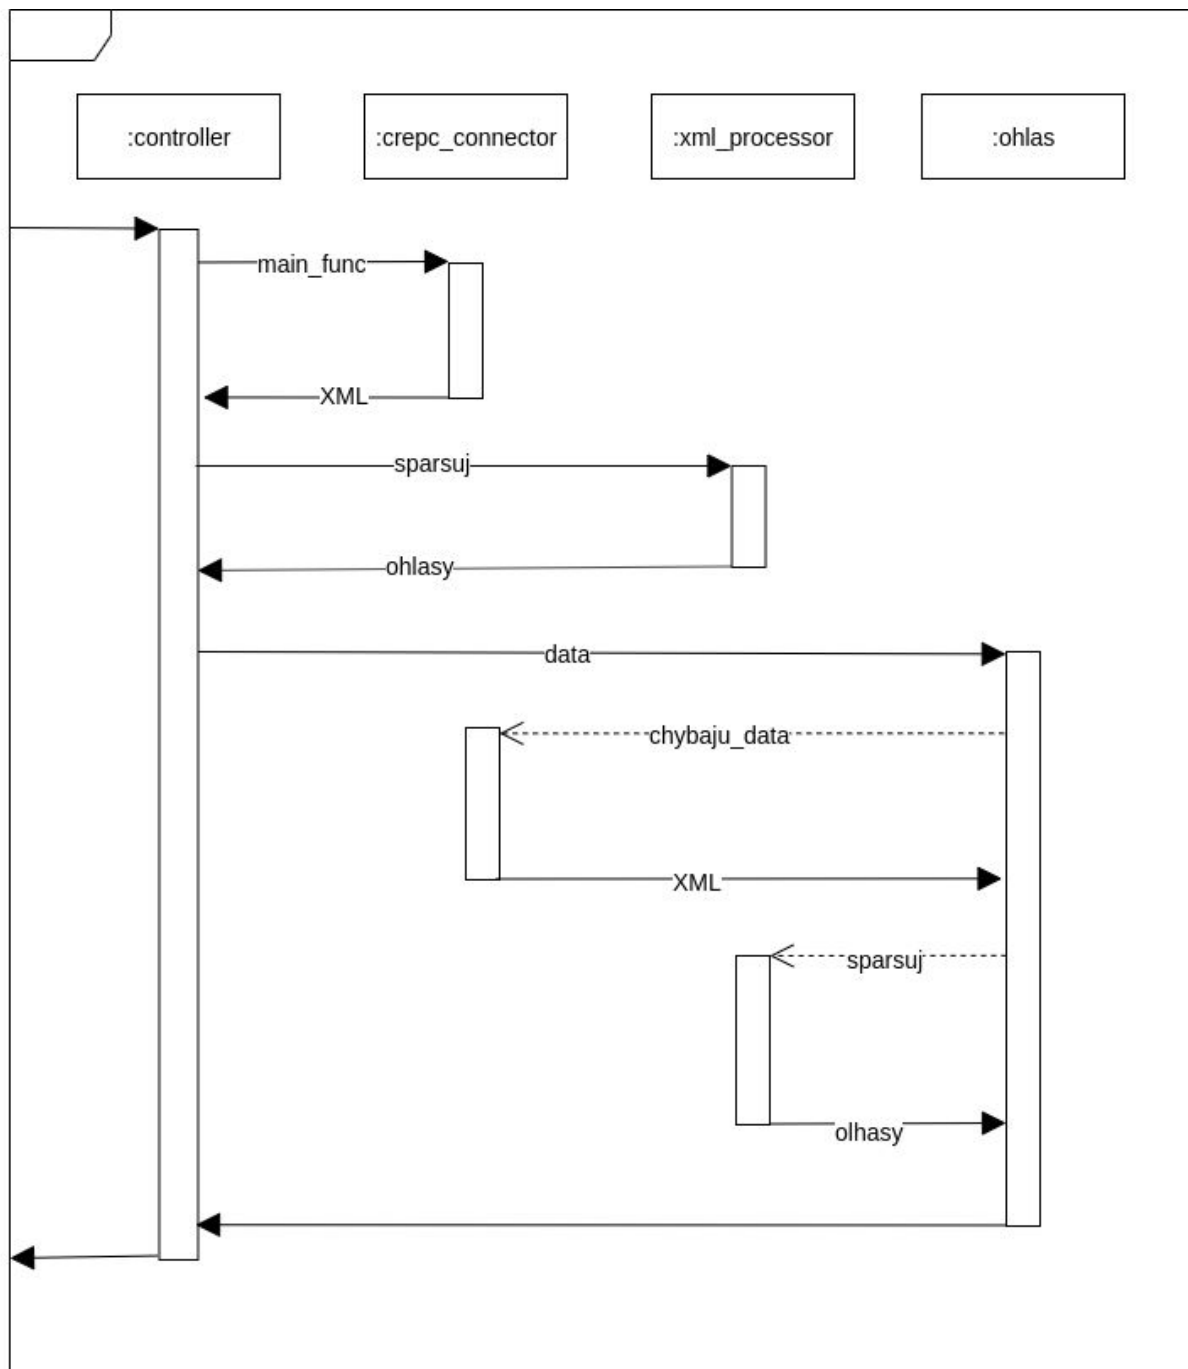 :controller
:crepc_connector
:xml_processor
:ohlas
main_func
XML
sparsuj
ohlasy
data
chybaju_data
XML
sparsuj
olhasy